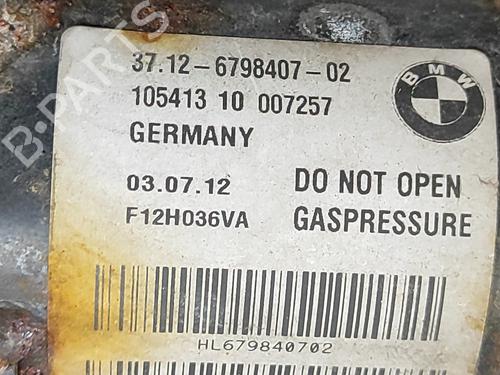 37.12-6798407-02
105413 10 007257
GERMANY
BMW
03.07.12 DO NOT OPEN
F12H036VA GASPRESSURE
HL679840702
B-PARTS